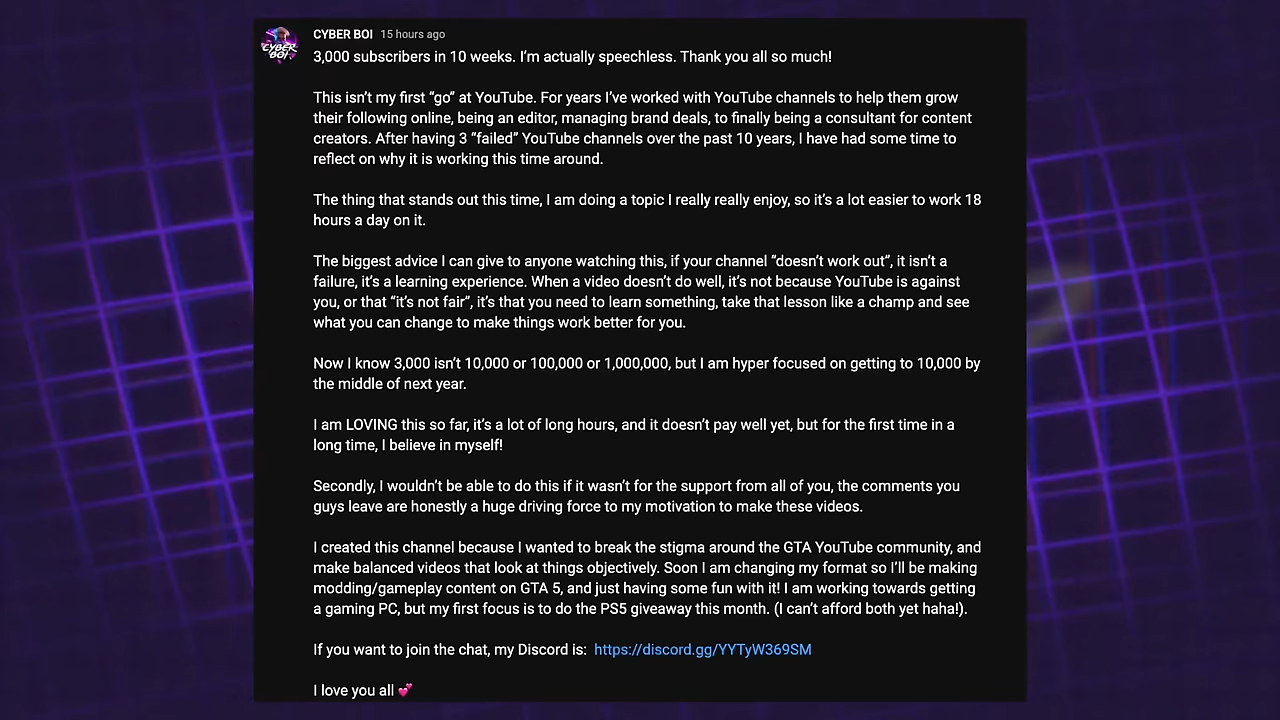 CYBER BOI 15 hours ago
CYBER BOI
3,000 subscribers in 10 weeks. I’m actually speechless. Thank you all so much!
This isn’t my first “go” at YouTube. For years I’ve worked with YouTube channels to help them grow
their following online, being an editor, managing brand deals, to finally being a consultant for content
creators. After having 3 “failed” YouTube channels over the past 10 years, I have had some time to
reflect on why it is working this time around.
The thing that stands out this time, I am doing a topic I really really enjoy, so it’s a lot easier to work 18
hours a day on it.
The biggest advice I can give to anyone watching this, if your channel “doesn’t work out”, it isn’t a
failure, it’s a learning experience. When a video doesn’t do well, it’s not because YouTube is against
you, or that “it’s not fair”, it’s that you need to learn something, take that lesson like a champ and see
what you can change to make things work better for you.
Now I know 3,000 isn’t 10,000 or 100,000 or 1,000,000, but I am hyper focused on getting to 10,000 by
the middle of next year.
I am LOVING this so far, it’s a lot of long hours, and it doesn’t pay well yet, but for the first time in a
long time, I believe in myself!
Secondly, I wouldn’t be able to do this if it wasn’t for the support from all of you, the comments you
guys leave are honestly a huge driving force to my motivation to make these videos.
I created this channel because I wanted to break the stigma around the GTA YouTube community, and
make balanced videos that look at things objectively. Soon I am changing my format so I’ll be making
modding/gameplay content on GTA 5, and just having some fun with it! I am working towards getting
a gaming PC, but my first focus is to do the PS5 giveaway this month. (I can’t afford both yet haha!).
If you want to join the chat, my Discord is: https://discord.gg/YYTyW369SM
I love you all 💕